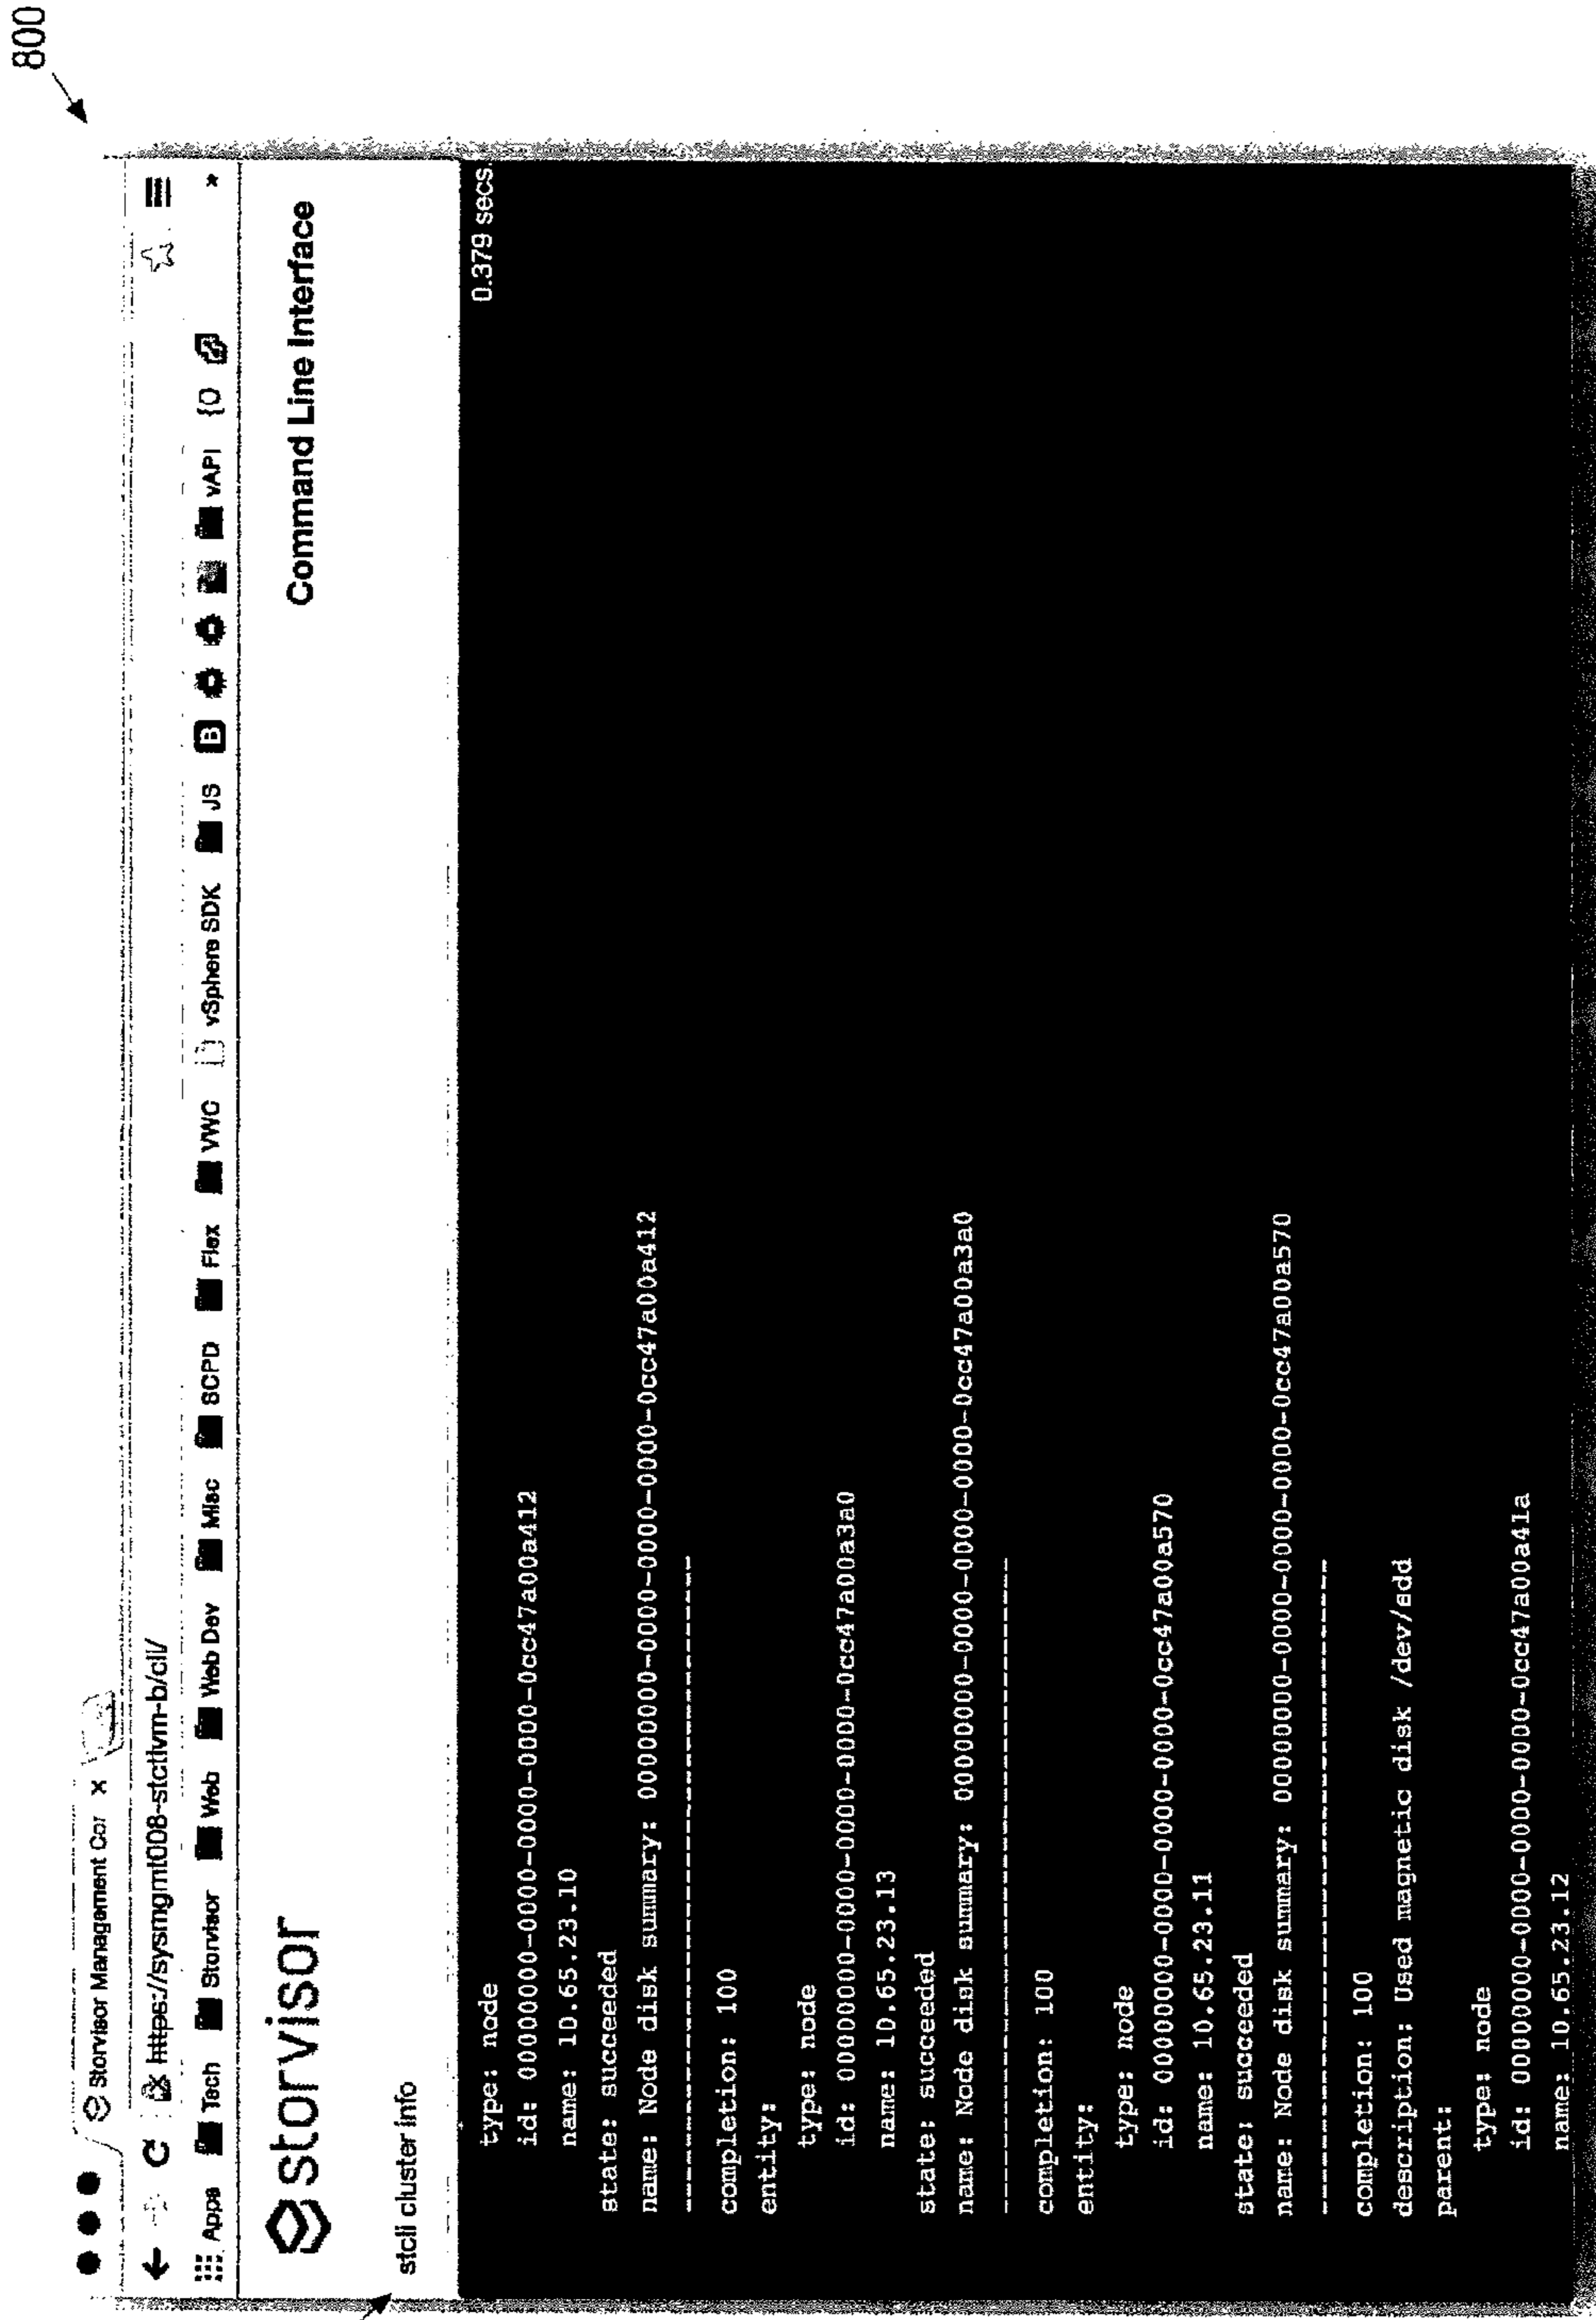 800
Storvisor Management Cor ×
https://sysmgmt008-stctlvm-b/cli/
Apps Tech Storvisor Web Web Dev Misc SCPD Flex VWC vSphere SDK JS B vAPI {O
storvisor
Command Line Interface
stcli cluster info
0.379 secs.
type: node
id: 00000000-0000-0000-0000-0cc47a00a412
name: 10.65.23.10
state: succeeded
name: Node disk summary: 00000000-0000-0000-0000-0cc47a00a412
----------------------------------------
completion: 100
entity:
type: node
id: 00000000-0000-0000-0000-0cc47a00a3a0
name: 10.65.23.13
state: succeeded
name: Node disk summary: 00000000-0000-0000-0000-0cc47a00a3a0
----------------------------------------
completion: 100
entity:
type: node
id: 00000000-0000-0000-0000-0cc47a00a570
name: 10.65.23.11
state: succeeded
name: Node disk summary: 00000000-0000-0000-0000-0cc47a00a570
----------------------------------------
completion: 100
description: Used magnetic disk /dev/sdd
parent:
type: node
id: 00000000-0000-0000-0000-0cc47a00a41a
name: 10.65.23.12